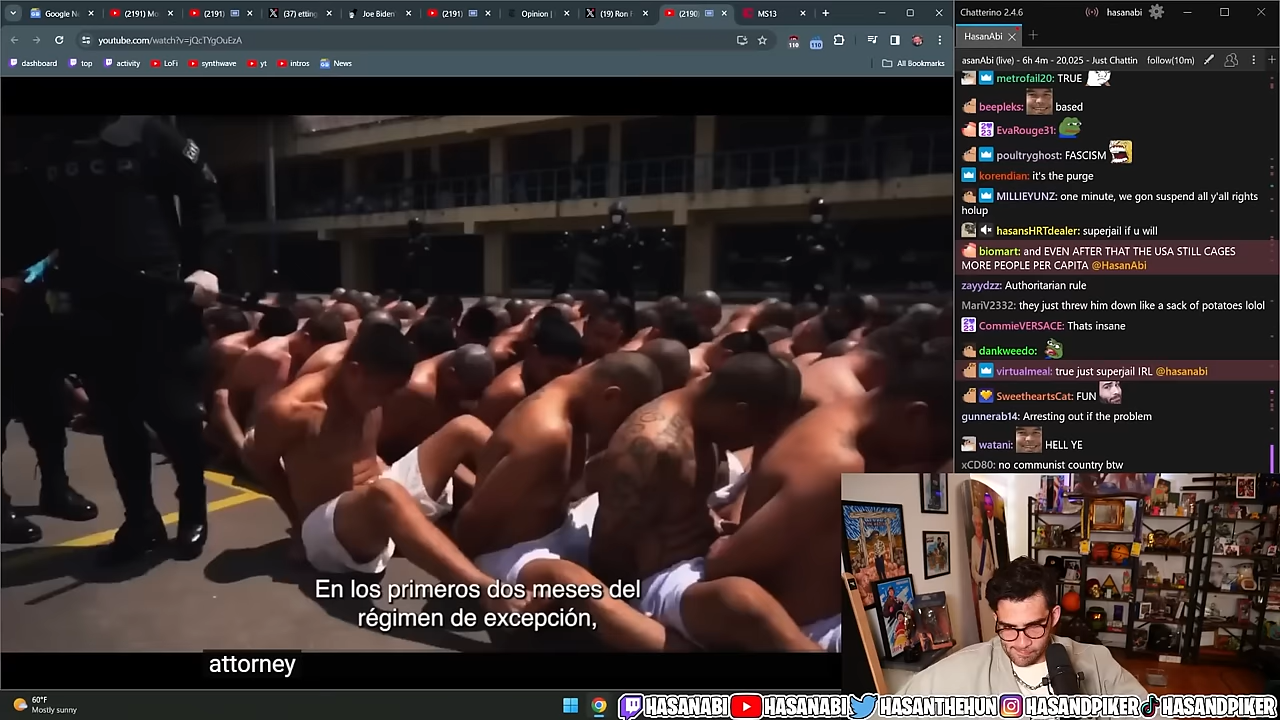 Google N
(2191) Mo
(2191)
(37) etting
Joe Biden'
(2191)
Opinion |
(19) Ron
(2190)
MS13
youtube.com/watch?v=jQcTYgOuEzA
110
110
dashboard
top
activity
LoFi
synthwave
yt
intros
News
All Bookmarks
Chatterino 2.4.6
hasanabi
HasanAbi
asanAbi (live) - 6h 4m - 20,025 - Just Chattin
follow(10m)
metrofail20: TRUE
beepleks: based
EvaRouge31:
poultryghost: FASCISM
korendian: it's the purge
MILLIEYUNZ: one minute, we gon suspend all y'all rights
holup
hasansHRTdealer: superjail if u will
biomart: and EVEN AFTER THAT THE USA STILL CAGES
MORE PEOPLE PER CAPITA @HasanAbi
zayydzz: Authoritarian rule
MariV2332: they just threw him down like a sack of potatoes lolol
CommieVERSACE: Thats insane
dankweedo:
virtualmeal: true just superjail IRL @hasanabi
SweetheartsCat: FUN
gunnerab14: Arresting out if the problem
watani: HELL YE
xCD80: no communist country btw
En los primeros dos meses del
régimen de excepción,
attorney
60°F
Mostly sunny
HASANABI
HASANABI
HASANTHEHUN
HASANDPIKER
HASANDPIKER